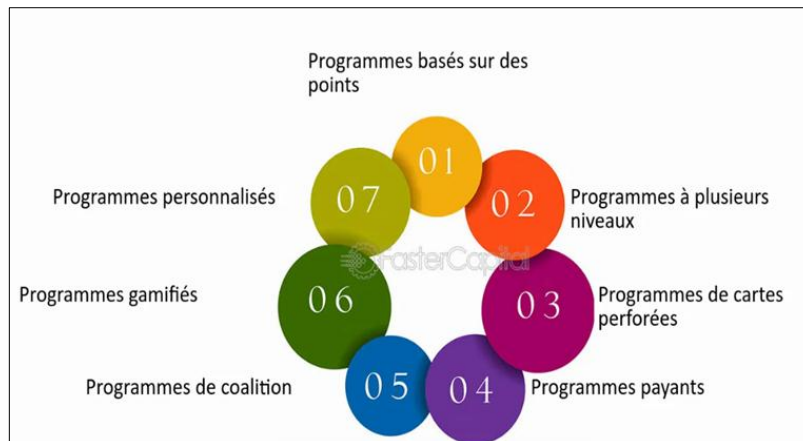 Programmes basés sur des
points
01
02
Programmes à plusieurs
niveaux
03
Programmes de cartes
perforées
04
Programmes payants
05
Programmes de coalition
06
Programmes gamifiés
07
Programmes personnalisés
FasterCapital